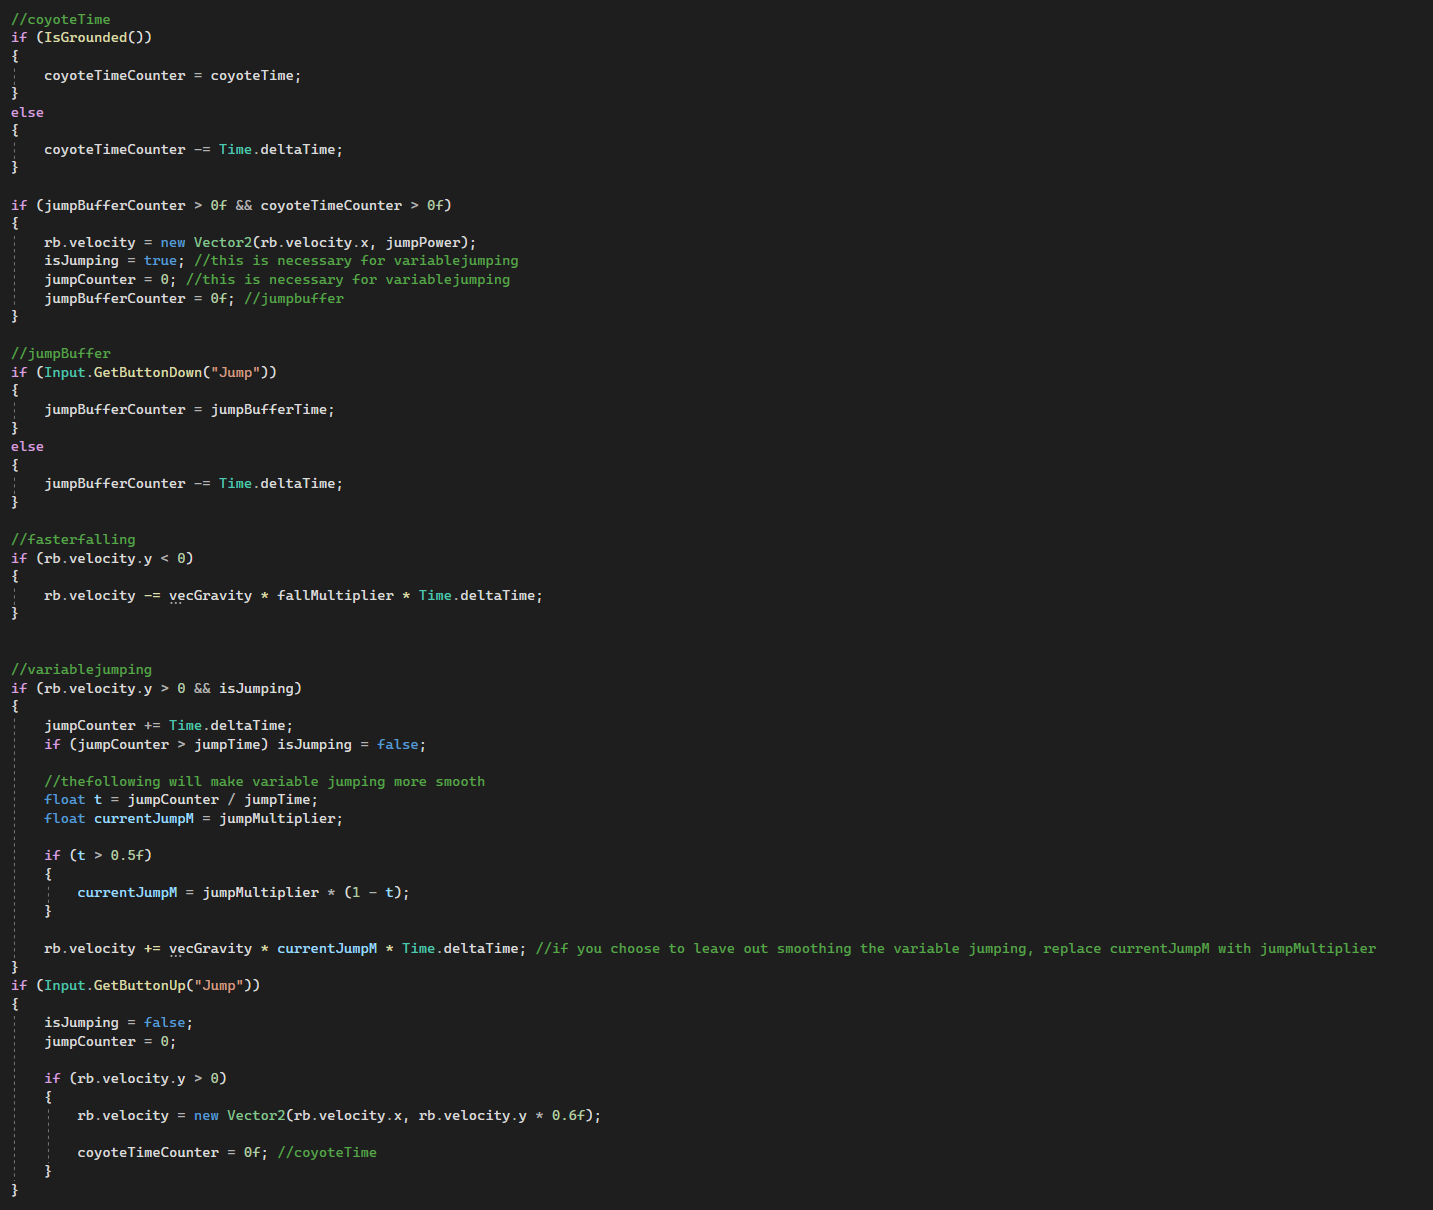 //coyoteTime
if (IsGrounded())
{
    coyoteTimeCounter = coyoteTime;
}
else
{
    coyoteTimeCounter -= Time.deltaTime;
}

if (jumpBufferCounter > 0f && coyoteTimeCounter > 0f)
{
    rb.velocity = new Vector2(rb.velocity.x, jumpPower);
    isJumping = true; //this is necessary for variablejumping
    jumpCounter = 0; //this is necessary for variablejumping
    jumpBufferCounter = 0f; //jumpbuffer
}

//jumpBuffer
if (Input.GetButtonDown("Jump"))
{
    jumpBufferCounter = jumpBufferTime;
}
else
{
    jumpBufferCounter -= Time.deltaTime;
}

//fasterfalling
if (rb.velocity.y < 0)
{
    rb.velocity -= vecGravity * fallMultiplier * Time.deltaTime;
}

//variablejumping
if (rb.velocity.y > 0 && isJumping)
{
    jumpCounter += Time.deltaTime;
    if (jumpCounter > jumpTime) isJumping = false;

    //thefollowing will make variable jumping more smooth
    float t = jumpCounter / jumpTime;
    float currentJumpM = jumpMultiplier;

    if (t > 0.5f)
    {
        currentJumpM = jumpMultiplier * (1 - t);
    }

    rb.velocity += vecGravity * currentJumpM * Time.deltaTime; //if you choose to leave out smoothing the variable jumping, replace currentJumpM with jumpMultiplier
}
if (Input.GetButtonUp("Jump"))
{
    isJumping = false;
    jumpCounter = 0;

    if (rb.velocity.y > 0)
    {
        rb.velocity = new Vector2(rb.velocity.x, rb.velocity.y * 0.6f);

        coyoteTimeCounter = 0f; //coyoteTime
    }
}